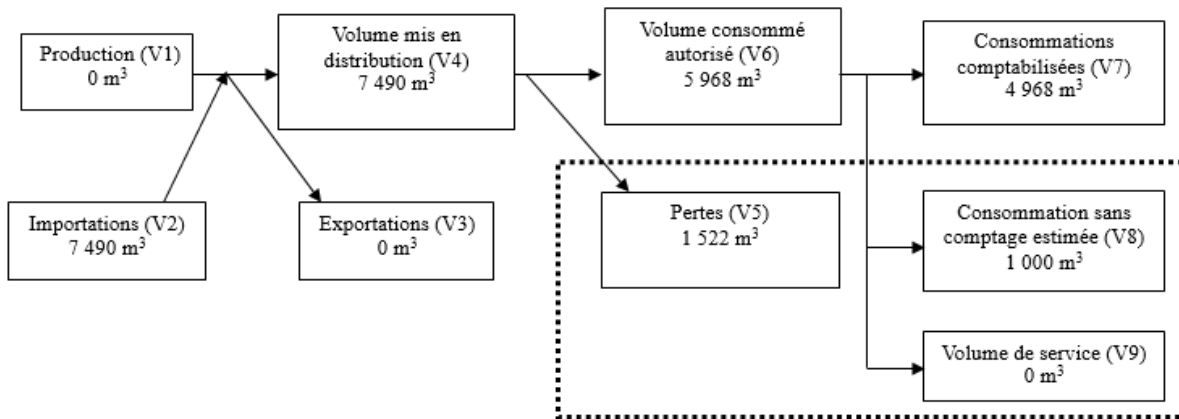 Production (V1)
0 m³
Volume mis en
distribution (V4)
7 490 m³
Volume consommé
autorisé (V6)
5 968 m³
Consommations
comptabilisées (V7)
4 968 m³
Importations (V2)
7 490 m³
Exportations (V3)
0 m³
Pertes (V5)
1 522 m³
Consommation sans
comptage estimée (V8)
1 000 m³
Volume de service (V9)
0 m³